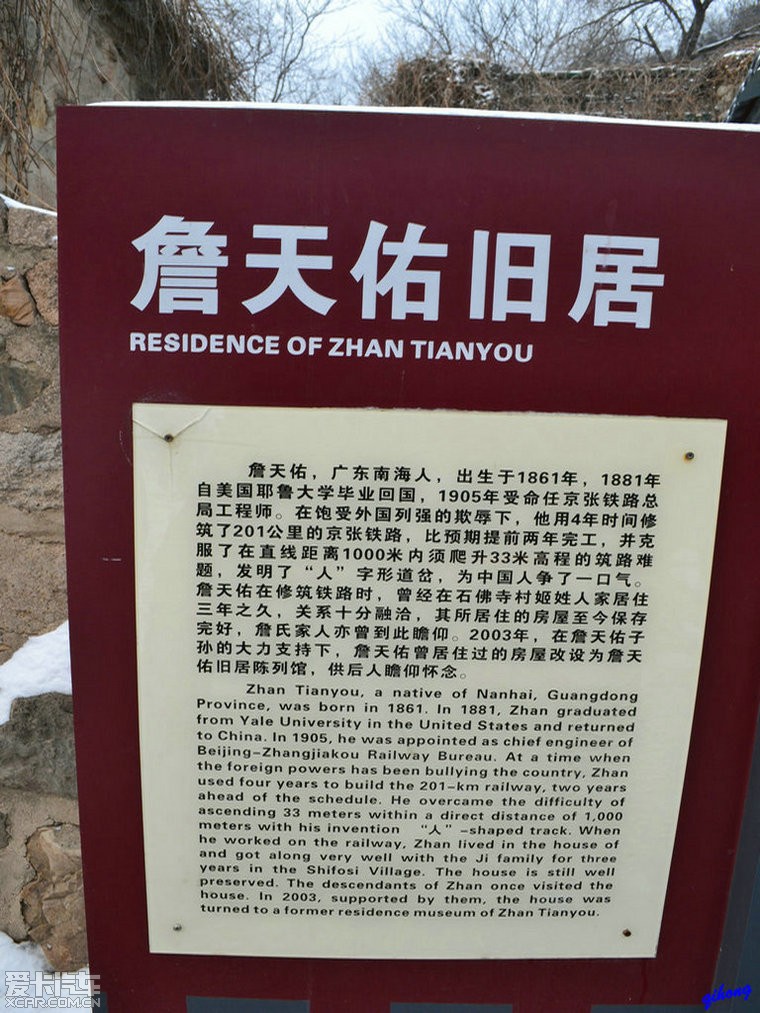 詹天佑旧居
RESIDENCE OF ZHAN TIANYOU
詹天佑，广东南海人，出生于1861年，1881年
自美国耶鲁大学毕业回国，1905年受命任京张铁路总
局工程师。在饱受外国列强的欺辱下，他用4年时间修
筑了201公里的京张铁路，比预期提前两年完工，并克
服了在直线距离1000米内须爬升33米高程的筑路难
题，发明了“人”字形道岔，为中国人争了一口气。
詹天佑在修筑铁路时，曾经在石佛寺村姬姓人家居住
三年之久，关系十分融洽，其所居住的房屋至今保存
完好，詹氏家人亦曾到此瞻仰。2003年，在詹天佑子
孙的大力支持下，詹天佑曾居住过的房屋改设为詹天
佑旧居陈列馆，供后人瞻仰怀念。
Zhan Tianyou, a native of Nanhai, Guangdong
Province, was born in 1861. In 1881, Zhan graduated
from Yale University in the United States and returned
to China. In 1905, he was appointed as chief engineer of
Beijing-Zhangjiakou Railway Bureau. At a time when
the foreign powers has been bullying the country, Zhan
used four years to build the 201-km railway, two years
ahead of the schedule. He overcame the difficulty of
ascending 33 meters within a direct distance of 1,000
meters with his invention “人”-shaped track. When
he worked on the railway, Zhan lived in the house of
and got along very well with the Ji family for three
years in the Shifosi Village. The house is still well
preserved. The descendants of Zhan once visited the
house. In 2003, supported by them, the house was
turned to a former residence museum of Zhan Tianyou.
爱卡汽车
XCAR.COM.CN
qihong